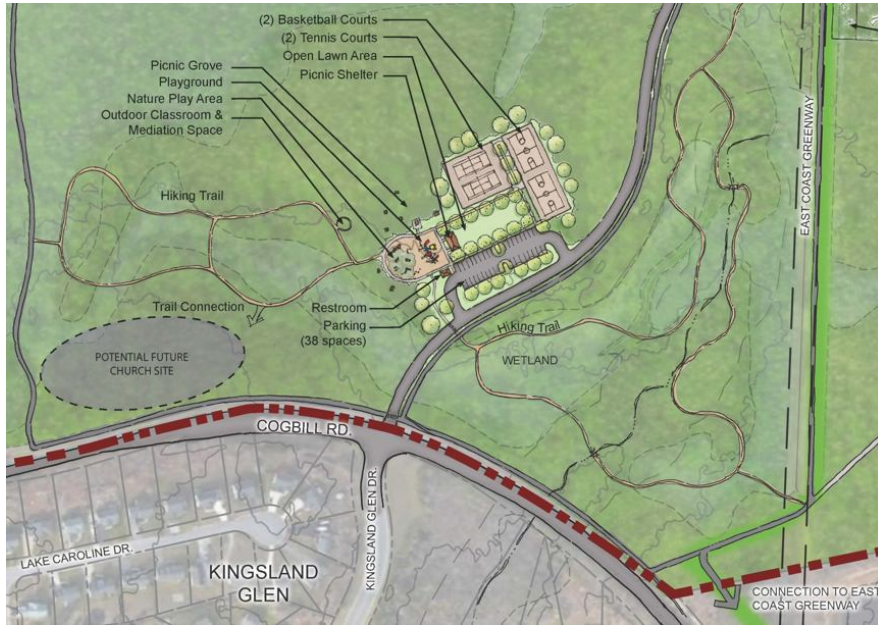 (2) Basketball Courts
(2) Tennis Courts
Open Lawn Area
Picnic Shelter
Picnic Grove
Playground
Nature Play Area
Outdoor Classroom &
Mediation Space
EAST COAST GREENWAY
Hiking Trail
Trail Connection
Restroom
Parking
(38 spaces)
Hiking Trail
WETLAND
POTENTIAL FUTURE
CHURCH SITE
COGBILL RD.
KINGSLAND GLEN DR.
LAKE CAROLINE DR.
KINGSLAND
GLEN
CONNECTION TO EAST
COAST GREENWAY